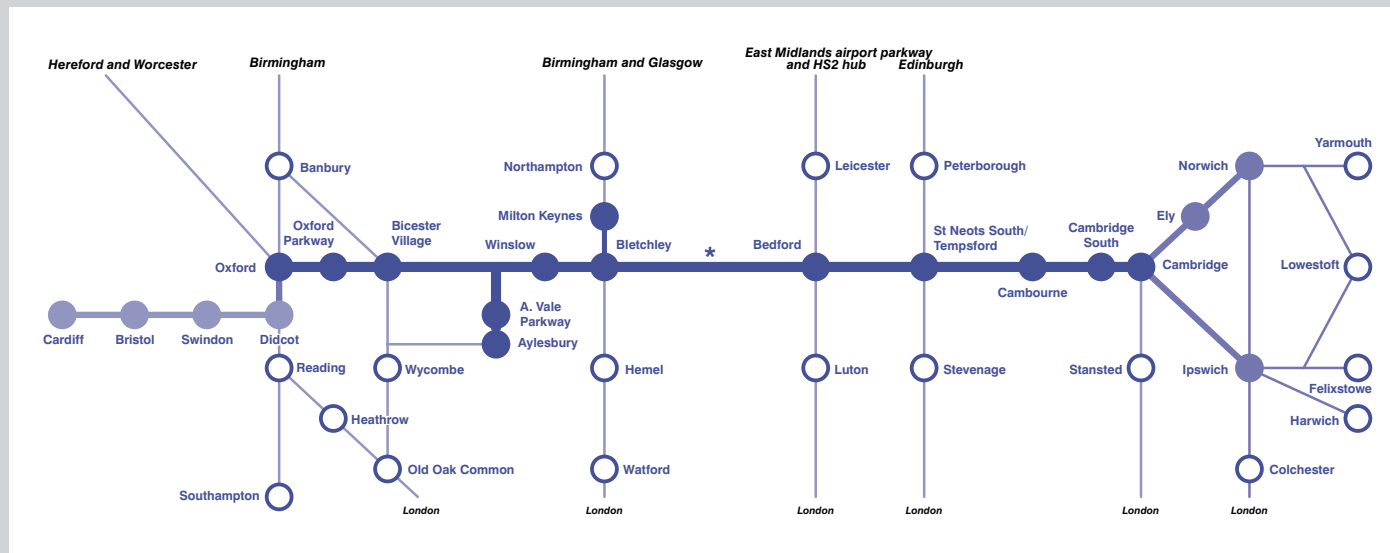 East Midlands airport parkway
and HS2 hub
Hereford and Worcester
Birmingham
Birmingham and Glasgow
Edinburgh
Yarmouth
Banbury
Northampton
Leicester
Peterborough
Norwich
Milton Keynes
Ely
Oxford
Parkway
Bicester
Village
Winslow
Bletchley
*
Bedford
St Neots South/
Tempsford
Cambridge
South
Oxford
Cambridge
Lowestoft
Cambourne
A. Vale
Parkway
Aylesbury
Cardiff
Bristol
Swindon
Didcot
Reading
Wycombe
Hemel
Luton
Stevenage
Stansted
Ipswich
Felixstowe
Heathrow
Harwich
Old Oak Common
Watford
Colchester
Southampton
London
London
London
London
London
London